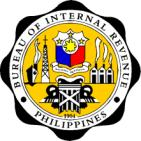 BUREAU OF INTERNAL REVENUE
1904
PHILIPPINES